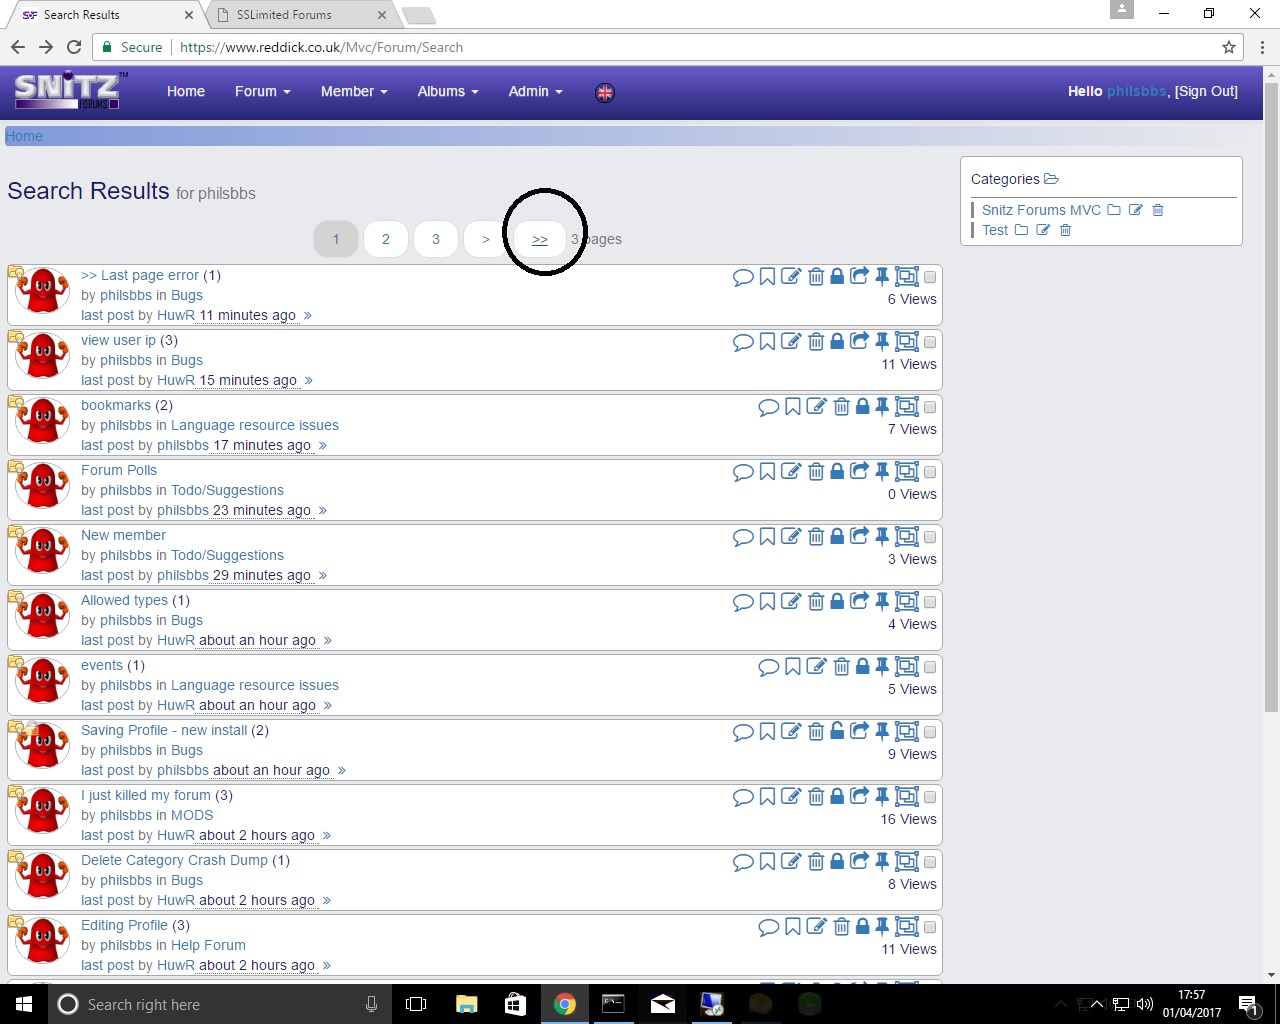 Search Results
SSLimited Forums
Secure https://www.reddick.co.uk/Mvc/Forum/Search
SNiTZ™ FORUMS
Home Forum Member Albums Admin
Hello philsbbs, [Sign Out]
Home
Search Results for philsbbs
1 2 3 > >> 3 pages
Categories
Snitz Forums MVC
Test
>> Last page error (1)
by philsbbs in Bugs
6 Views
last post by HuwR 11 minutes ago »
view user ip (3)
by philsbbs in Bugs
11 Views
last post by HuwR 15 minutes ago »
bookmarks (2)
by philsbbs in Language resource issues
7 Views
last post by philsbbs 17 minutes ago »
Forum Polls
by philsbbs in Todo/Suggestions
0 Views
last post by philsbbs 23 minutes ago »
New member
by philsbbs in Todo/Suggestions
3 Views
last post by philsbbs 29 minutes ago »
Allowed types (1)
by philsbbs in Bugs
4 Views
last post by HuwR about an hour ago »
events (1)
by philsbbs in Language resource issues
5 Views
last post by HuwR about an hour ago »
Saving Profile - new install (2)
by philsbbs in Bugs
9 Views
last post by philsbbs about an hour ago »
I just killed my forum (3)
by philsbbs in MODS
16 Views
last post by HuwR about 2 hours ago »
Delete Category Crash Dump (1)
by philsbbs in Bugs
8 Views
last post by HuwR about 2 hours ago »
Editing Profile (3)
by philsbbs in Help Forum
11 Views
last post by HuwR about 2 hours ago »
Search right here
17:57
01/04/2017
1